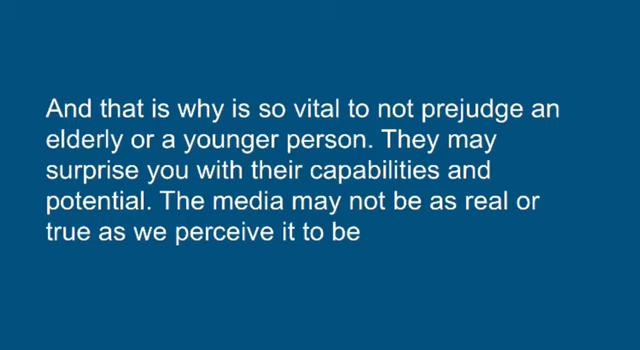 And that is why is so vital to not prejudge an
elderly or a younger person. They may
surprise you with their capabilities and
potential. The media may not be as real or
true as we perceive it to be